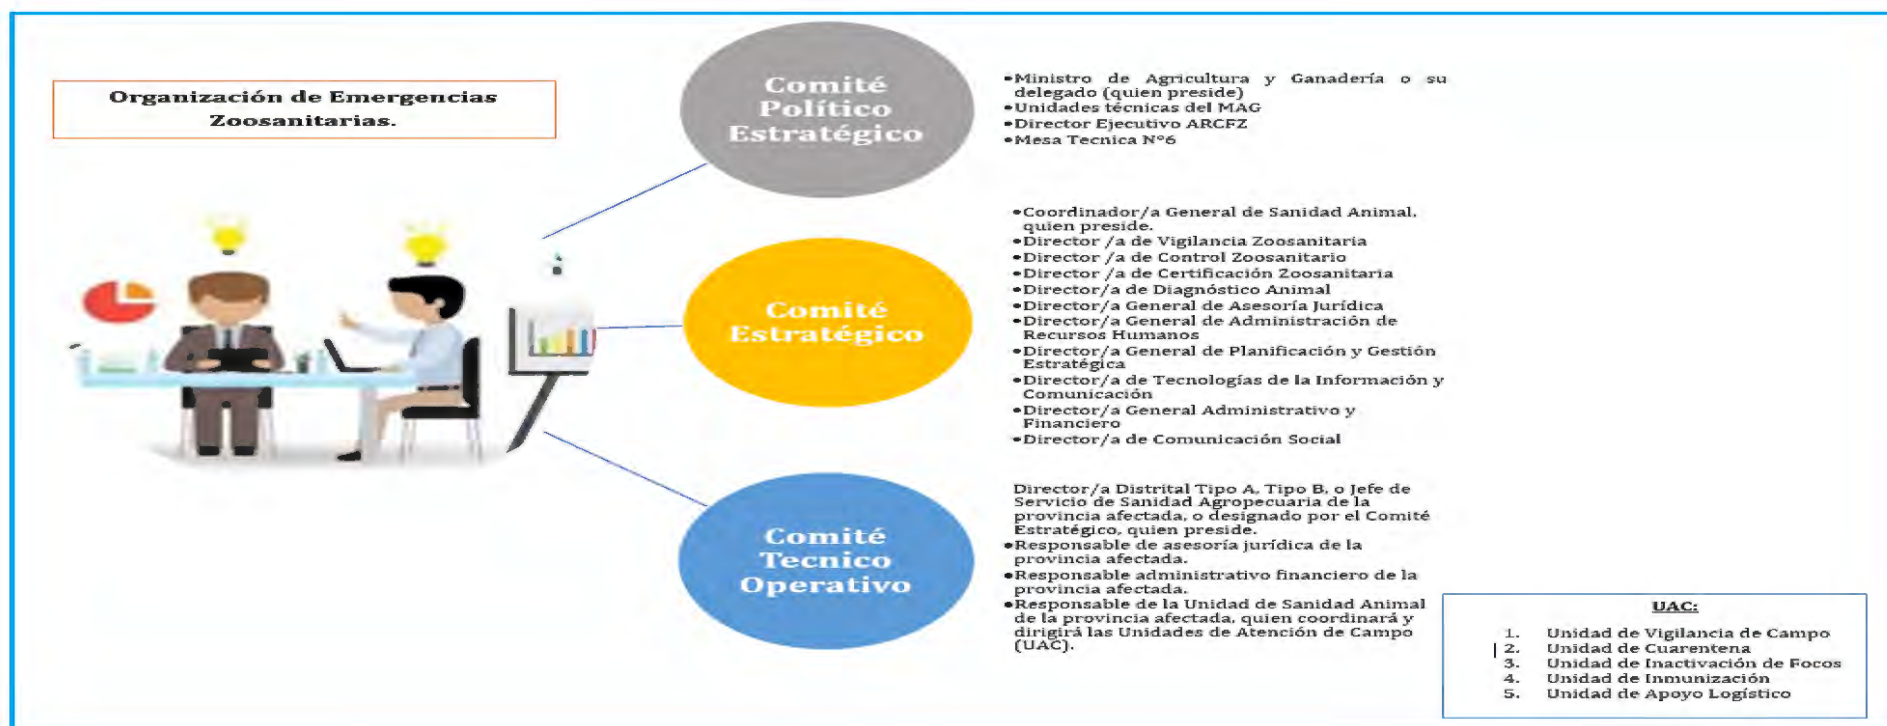 Organización de Emergencias
Zoosanitarias.
Comité
Político
Estratégico
•Ministro de Agricultura y Ganadería o su
delegado (quien preside)
•Unidades técnicas del MAG
•Director Ejecutivo ARCFZ
•Mesa Tecnica N°6
Comité
Estratégico
•Coordinador/a General de Sanidad Animal,
quien preside.
•Director /a de Vigilancia Zoosanitaria
•Director /a de Control Zoosanitario
•Director /a de Certificación Zoosanitaria
•Director/a de Diagnóstico Animal
•Director/a General de Asesoría Jurídica
•Director/a General de Administración de
Recursos Humanos
•Director/a General de Planificación y Gestión
Estratégica
•Director/a de Tecnologías de la Información y
Comunicación
•Director/a General Administrativo y
Financiero
•Director/a de Comunicación Social
Comité
Tecnico
Operativo
Director/a Distrital Tipo A, Tipo B, o Jefe de
Servicio de Sanidad Agropecuaria de la
provincia afectada, o designado por el Comité
Estratégico, quien preside.
•Responsable de asesoría jurídica de la
provincia afectada.
•Responsable administrativo financiero de la
provincia afectada.
•Responsable de la Unidad de Sanidad Animal
de la provincia afectada, quien coordinará y
dirigirá las Unidades de Atención de Campo
(UAC).
UAC:
1. Unidad de Vigilancia de Campo
2. Unidad de Cuarentena
3. Unidad de Inactivación de Focos
4. Unidad de Inmunización
5. Unidad de Apoyo Logístico